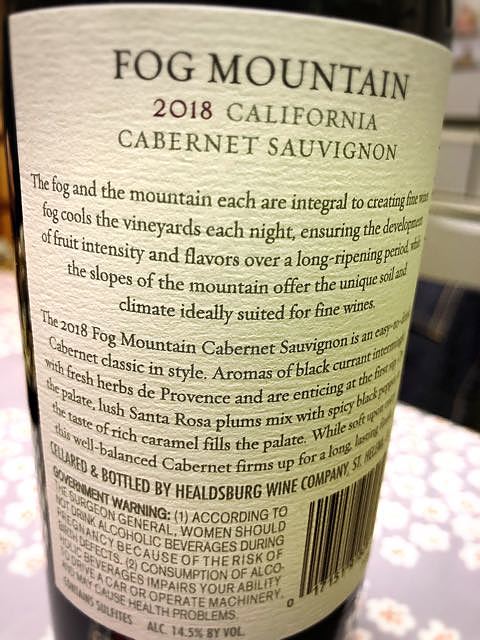 FOG MOUNTAIN
2018 CALIFORNIA
CABERNET SAUVIGNON
The fog and the mountain each are integral to creating fine wines
fog cools the vineyards each night, ensuring the development
of fruit intensity and flavors over a long-ripening period, while
the slopes of the mountain offer the unique soil and
climate ideally suited for fine wines.
The 2018 Fog Mountain Cabernet Sauvignon is an
Cabernet classic in style. Aromas of black currant
with fresh herbs de Provence and are enticing at the first
the palate, lush Santa Rosa plums mix with spicy black
the taste of rich caramel fills the palate. While soft upon
this well-balanced Cabernet firms up for a long, lasting,
CELLARED & BOTTLED BY HEALDSBURG WINE COMPANY, ST.
GOVERNMENT WARNING: (1) ACCORDING TO
THE SURGEON GENERAL, WOMEN SHOULD
NOT DRINK ALCOHOLIC BEVERAGES DURING
PREGNANCY BECAUSE OF THE RISK OF
BIRTH DEFECTS. (2) CONSUMPTION OF ALCO-
HOLIC BEVERAGES IMPAIRS YOUR ABILITY
TO DRIVE A CAR OR OPERATE MACHINERY,
AND MAY CAUSE HEALTH PROBLEMS.
CONTAINS SULFITES ALC. 14.5% BY VOL.